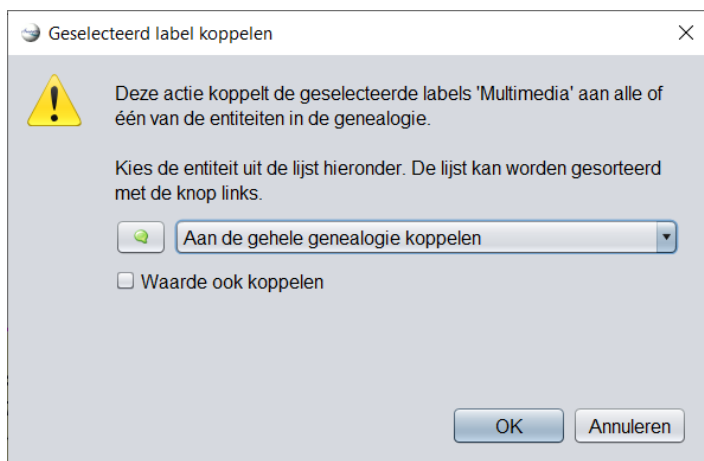 Geselecteerd label koppelen
Deze actie koppelt de geselecteerde labels 'Multimedia' aan alle of
één van de entiteiten in de genealogie.
Kies de entiteit uit de lijst hieronder. De lijst kan worden gesorteerd
met de knop links.
Aan de gehele genealogie koppelen
Waarde ook koppelen
OK
Annuleren